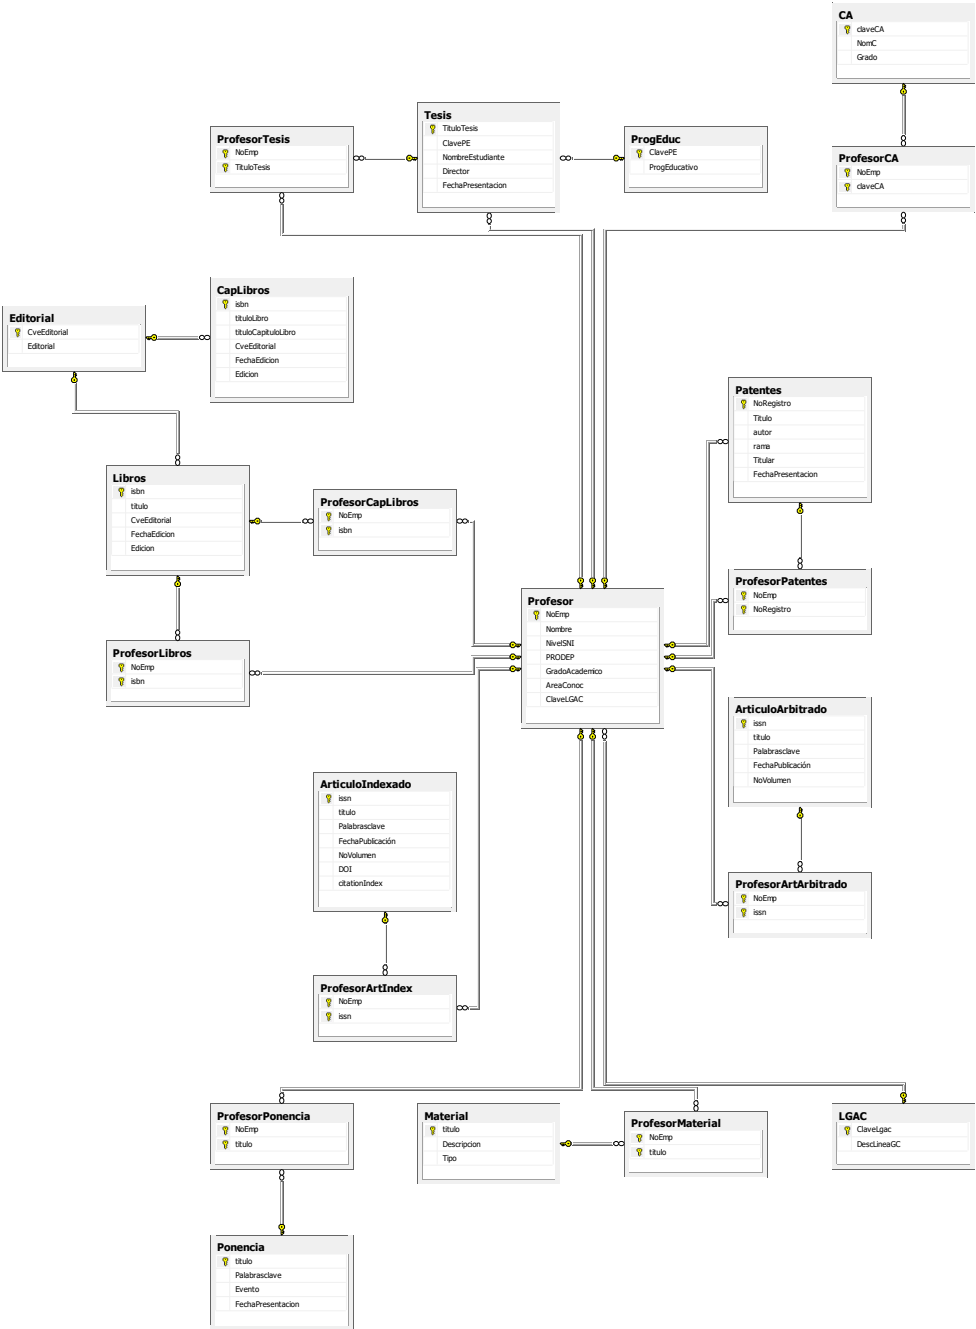 CA
claveCA
NomC
Grado
ProfesorTesis
NoEmp
TituloTesis
Tesis
TituloTesis
ClavePE
NombreEstudiante
Director
FechaPresentacion
ProgEduc
ClavePE
ProgEducativo
ProfesorCA
NoEmp
claveCA
Editorial
CveEditorial
Editorial
CapLibros
isbn
tituloLibro
tituloCapituloLibro
CveEditorial
FechaEdicion
Edicion
Patentes
NoRegistro
Titulo
autor
rama
Titular
FechaPresentacion
Libros
isbn
titulo
CveEditorial
FechaEdicion
Edicion
ProfesorCapLibros
NoEmp
isbn
ProfesorPatentes
NoEmp
NoRegistro
Profesor
NoEmp
Nombre
NivelSNI
PRODEP
GradoAcademico
AreaConoc
ClaveLGAC
ProfesorLibros
NoEmp
isbn
ArticuloArbitrado
issn
titulo
Palabrasclave
FechaPublicación
NoVolumen
ArticuloIndexado
issn
titulo
Palabrasclave
FechaPublicación
NoVolumen
DOI
citationIndex
ProfesorArtArbitrado
NoEmp
issn
ProfesorArtIndex
NoEmp
issn
ProfesorPonencia
NoEmp
titulo
Material
titulo
Descripcion
Tipo
ProfesorMaterial
NoEmp
titulo
LGAC
ClaveLgac
DescLineaGC
Ponencia
titulo
Palabrasclave
Evento
FechaPresentacion